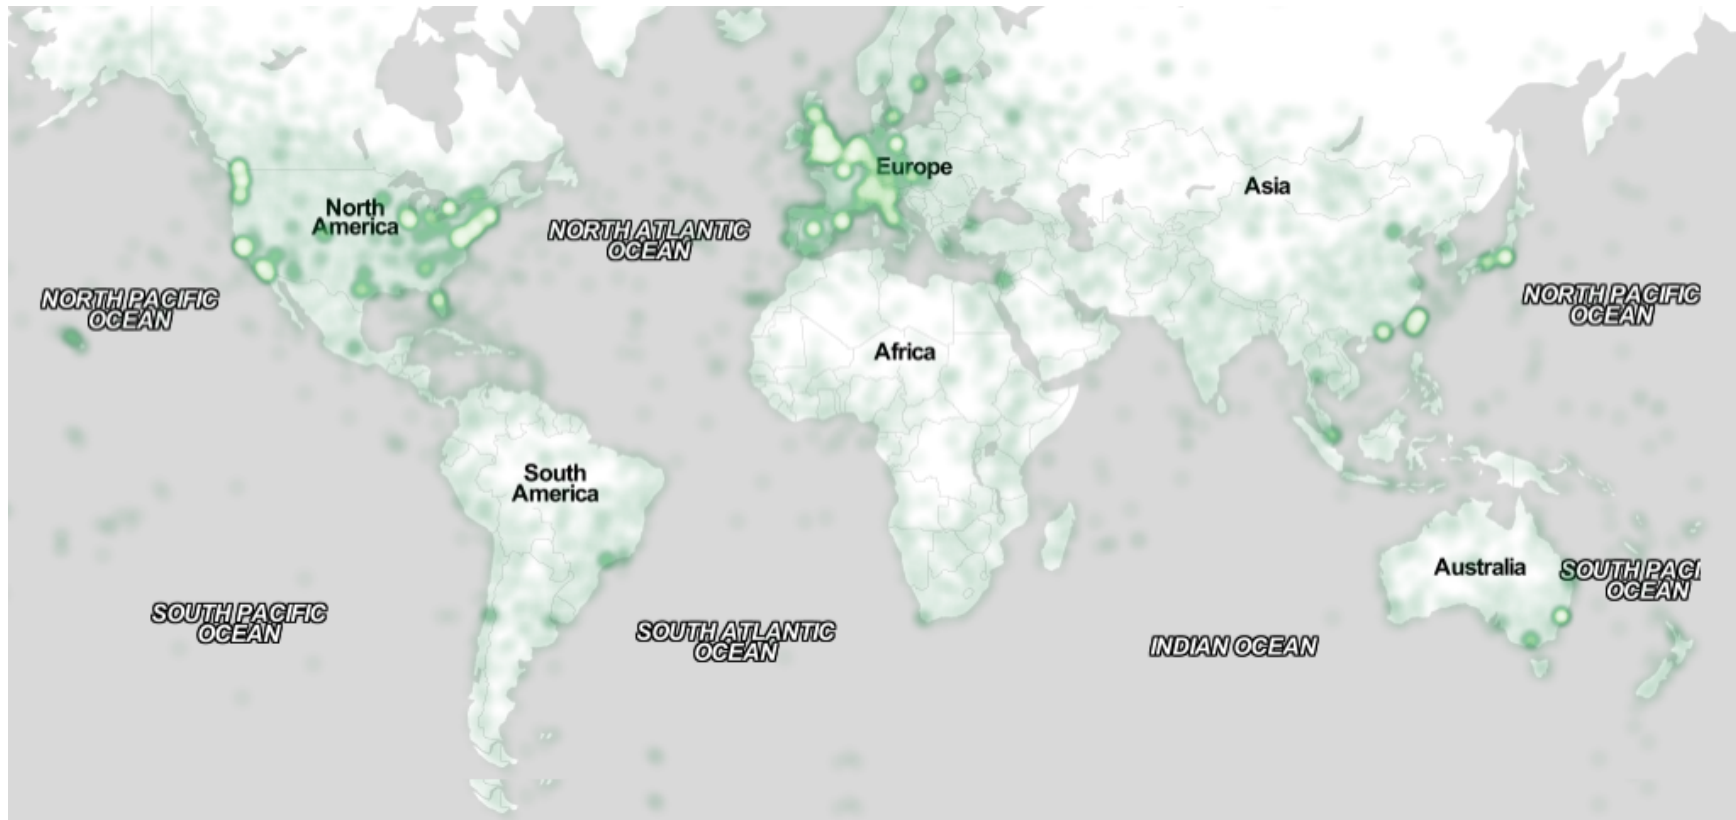 Europe
Asia
North
America
NORTH ATLANTIC
OCEAN
NORTH PACIFIC
OCEAN
NORTH PACIFIC
OCEAN
Africa
South
America
Australia
SOUTH PACI
OCEAN
SOUTH PACIFIC
OCEAN
SOUTH ATLANTIC
OCEAN
INDIAN OCEAN